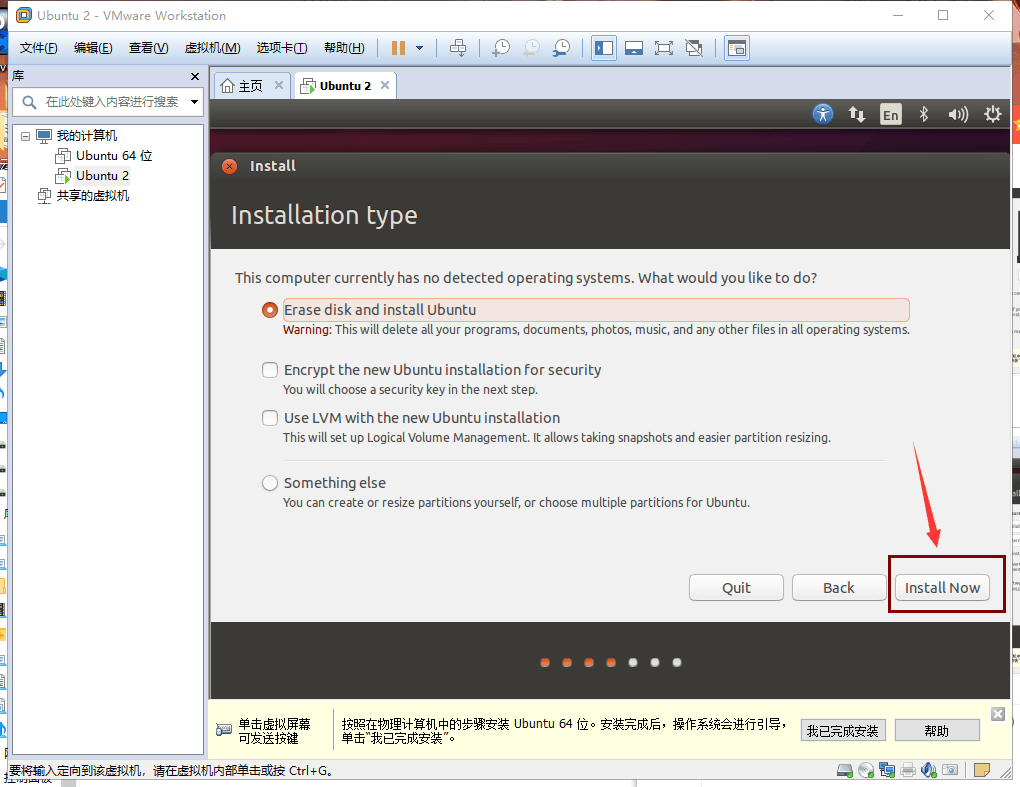 Ubuntu 2 - VMware Workstation
文件(F) 编辑(E) 查看(V) 虚拟机(M) 选项卡(T) 帮助(H)
库
在此处键入内容进行搜索
我的计算机
Ubuntu 64 位
Ubuntu 2
共享的虚拟机
主页 Ubuntu 2
En
Install
Installation type
This computer currently has no detected operating systems. What would you like to do?
Erase disk and install Ubuntu
Warning: This will delete all your programs, documents, photos, music, and any other files in all operating systems.
Encrypt the new Ubuntu installation for security
You will choose a security key in the next step.
Use LVM with the new Ubuntu installation
This will set up Logical Volume Management. It allows taking snapshots and easier partition resizing.
Something else
You can create or resize partitions yourself, or choose multiple partitions for Ubuntu.
Quit Back Install Now
单击虚拟屏幕
可发送按键
按照在物理计算机中的步骤安装 Ubuntu 64 位。安装完成后，操作系统会进行引导，
单击“我已完成安装”。
我已完成安装 帮助
要将输入定向到该虚拟机，请在虚拟机内部单击或按 Ctrl+G。